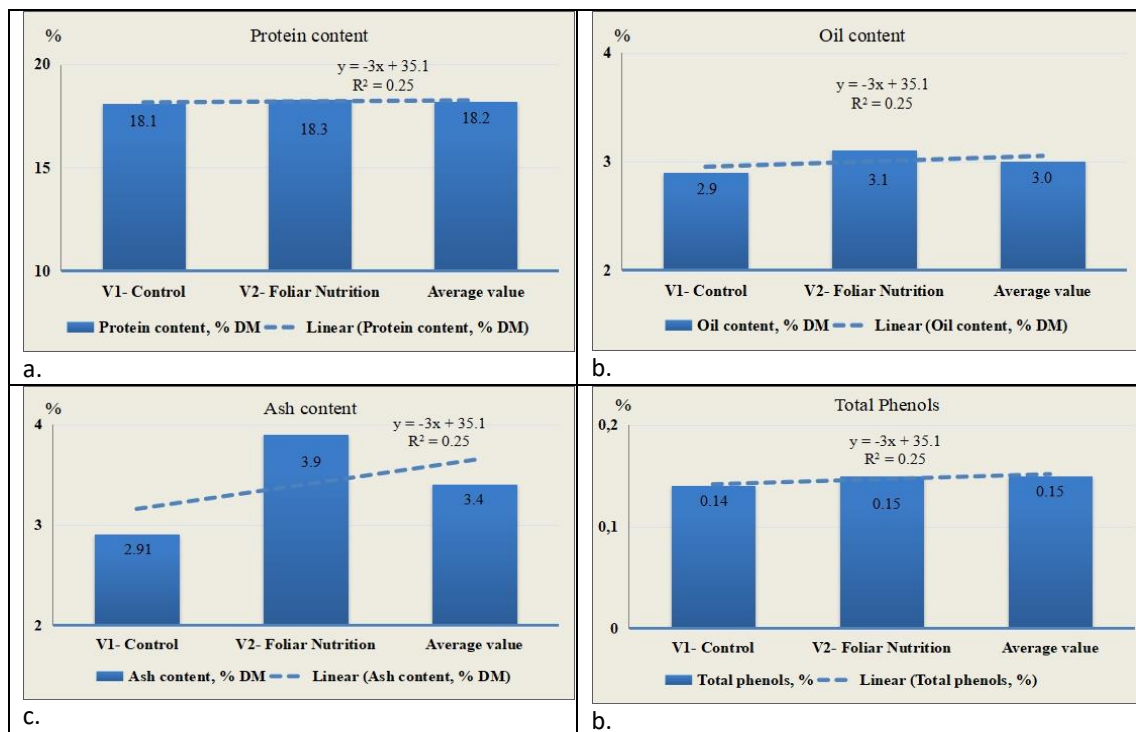 % Protein content
20
y = -3x + 35.1
R² = 0.25
18.1 18.3 18.2
15
10
V1- Control V2- Foliar Nutrition Average value
Protein content, % DM Linear (Protein content, % DM)
a.
% Oil content
4
y = -3x + 35.1
R² = 0.25
3
2.9 3.1 3.0
2
V1- Control V2- Foliar Nutrition Average value
Oil content, % DM Linear (Oil content, % DM)
b.
% Ash content
4
y = -3x + 35.1
R² = 0.25
3.9
3.4
3
2.91
2
V1- Control V2- Foliar Nutrition Average value
Ash content, % DM Linear (Ash content, % DM)
c.
% Total Phenols
0,2
y = -3x + 35.1
R² = 0.25
0.14 0.15 0.15
0,1
0
V1- Control V2- Foliar Nutrition Average value
Total phenols, % Linear (Total phenols, %)
b.